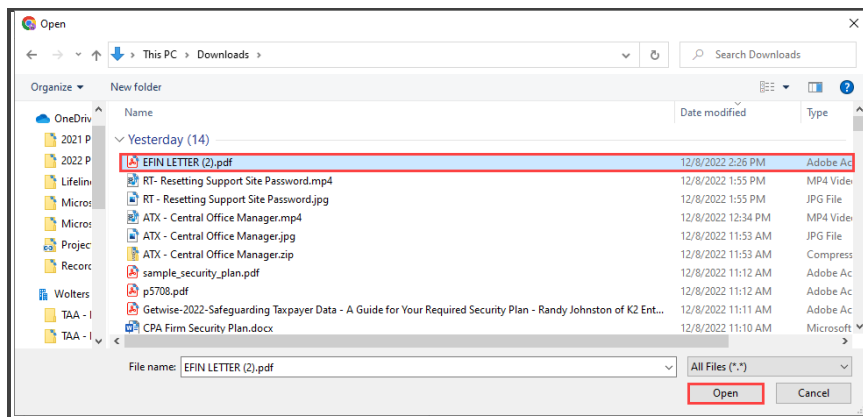 Open
This PC > Downloads >
Search Downloads
Organize
New folder
Name
Date modified
Type
OneDriv
2021 P
2022 P
Lifelin
Micros
Micros
Projec
Record
Wolters
TAA - I
TAA - I
Yesterday (14)
EFIN LETTER (2).pdf 12/8/2022 2:26 PM Adobe Ac
RT- Resetting Support Site Password.mp4 12/8/2022 1:55 PM MP4 Vide
RT - Resetting Support Site Password.jpg 12/8/2022 1:55 PM JPG File
ATX - Central Office Manager.mp4 12/8/2022 12:34 PM MP4 Vide
ATX - Central Office Manager.jpg 12/8/2022 11:53 AM JPG File
ATX - Central Office Manager.zip 12/8/2022 11:53 AM Compress
sample_security_plan.pdf 12/8/2022 11:12 AM Adobe Ac
p5708.pdf 12/8/2022 11:12 AM Adobe Ac
Getwise-2022-Safeguarding Taxpayer Data - A Guide for Your Required Security Plan - Randy Johnston of K2 Ent... 12/8/2022 11:11 AM Adobe Ac
CPA Firm Security Plan.docx 12/8/2022 11:10 AM Microsoft
File name: EFIN LETTER (2).pdf
All Files (*.*)
Open
Cancel